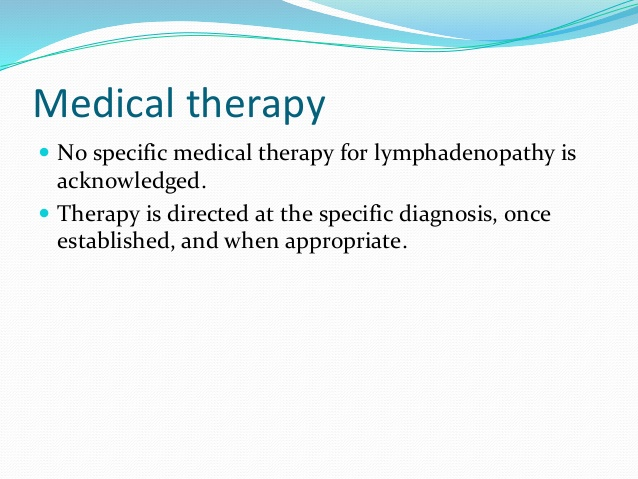 Medical therapy
• No specific medical therapy for lymphadenopathy is
acknowledged.
• Therapy is directed at the specific diagnosis, once
established, and when appropriate.